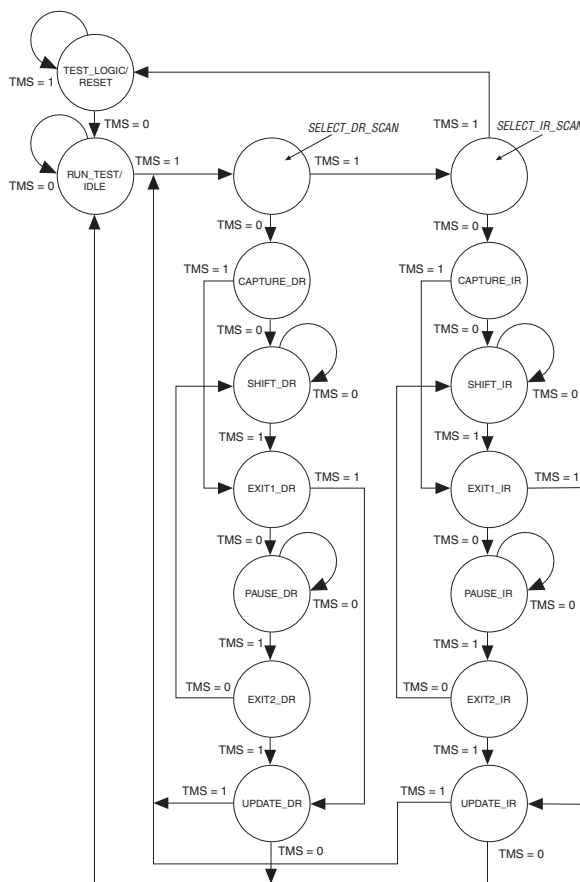 TMS = 1
TEST_LOGIC/
RESET
TMS = 0
TMS = 0
RUN_TEST/
IDLE
TMS = 1
SELECT_DR_SCAN
TMS = 1
TMS = 1
SELECT_IR_SCAN
TMS = 0
TMS = 0
TMS = 1
CAPTURE_DR
TMS = 1
CAPTURE_IR
TMS = 0
TMS = 0
SHIFT_DR
TMS = 0
SHIFT_IR
TMS = 0
TMS = 1
TMS = 1
EXIT1_DR
TMS = 1
EXIT1_IR
TMS = 1
TMS = 0
TMS = 0
PAUSE_DR
TMS = 0
PAUSE_IR
TMS = 0
TMS = 1
TMS = 1
TMS = 0
EXIT2_DR
TMS = 0
EXIT2_IR
TMS = 1
TMS = 1
TMS = 1
UPDATE_DR
TMS = 1
UPDATE_IR
TMS = 0
TMS = 0